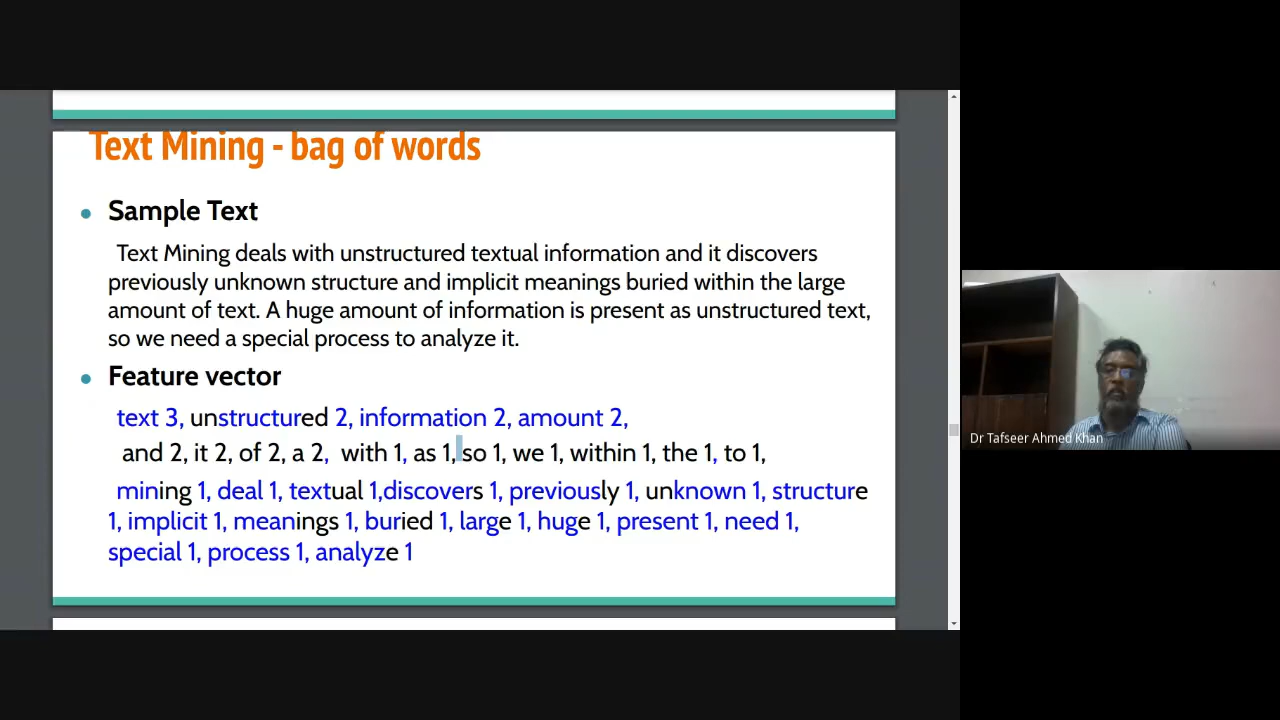 Text Mining - bag of words
Sample Text
Text Mining deals with unstructured textual information and it discovers
previously unknown structure and implicit meanings buried within the large
amount of text. A huge amount of information is present as unstructured text,
so we need a special process to analyze it.
Feature vector
text 3, unstructured 2, information 2, amount 2,
and 2, it 2, of 2, a 2, with 1, as 1, so 1, we 1, within 1, the 1, to 1,
mining 1, deal 1, textual 1,discovers 1, previously 1, unknown 1, structure
1, implicit 1, meanings 1, buried 1, large 1, huge 1, present 1, need 1,
special 1, process 1, analyze 1
Dr Tafseer Ahmed Khan